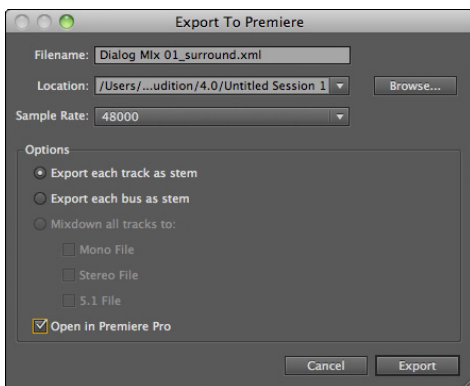 Export To Premiere
Filename: Dialog MIx 01_surround.xml
Location: /Users/...udition/4.0/Untitled Session 1 Browse...
Sample Rate: 48000
Options
Export each track as stem
Export each bus as stem
Mixdown all tracks to:
Mono File
Stereo File
5.1 File
Open in Premiere Pro
Cancel Export